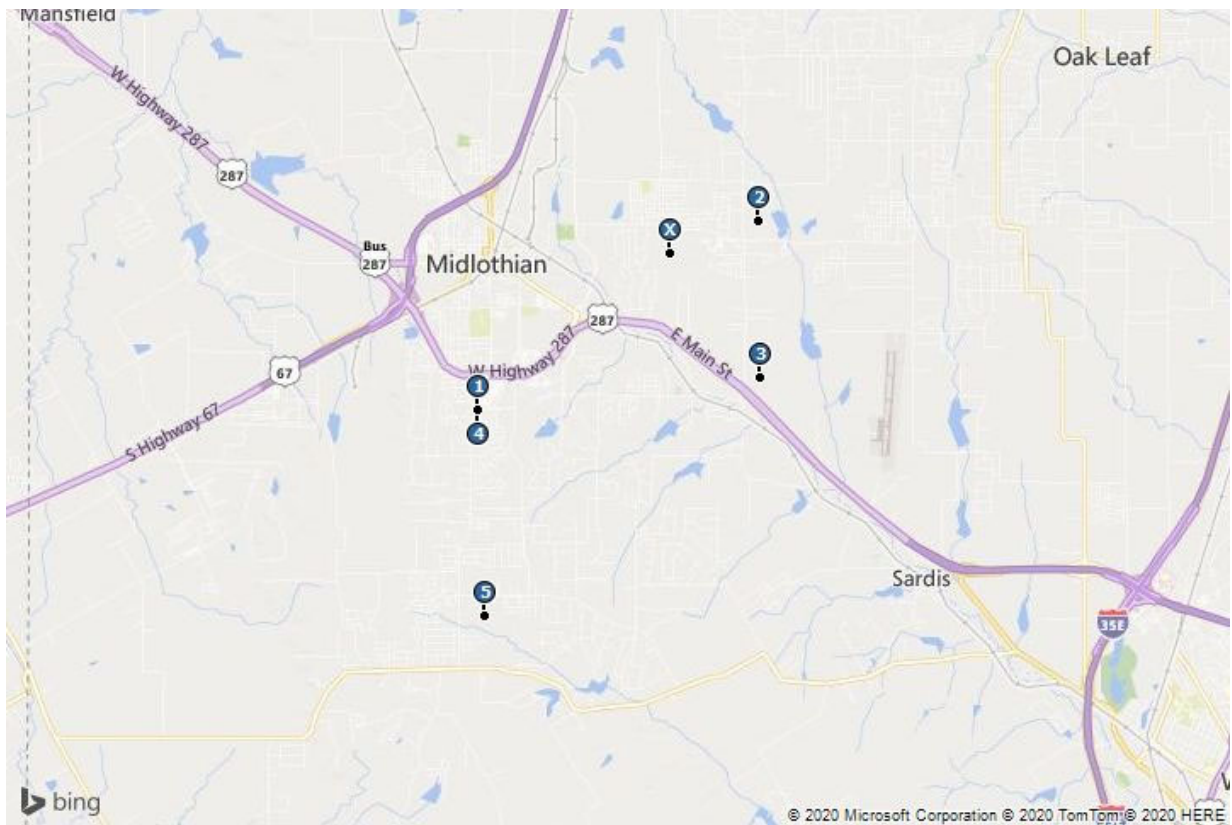 Mansfield
Oak Leaf
W Highway 287
287
2
X
Bus
287
Midlothian
287
E Main St
3
W Highway 287
67
1
S Highway 67
4
Sardis
5
35E
bing
© 2020 Microsoft Corporation © 2020 TomTom © 2020 HERE